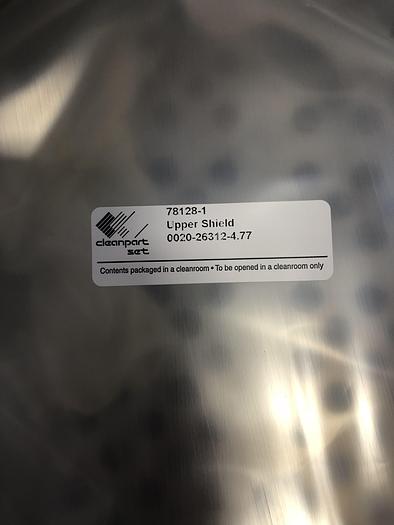 78128-1
Upper Shield
0020-26312-4.77
cleanpart
set
Contents packaged in a cleanroom • To be opened in a cleanroom only